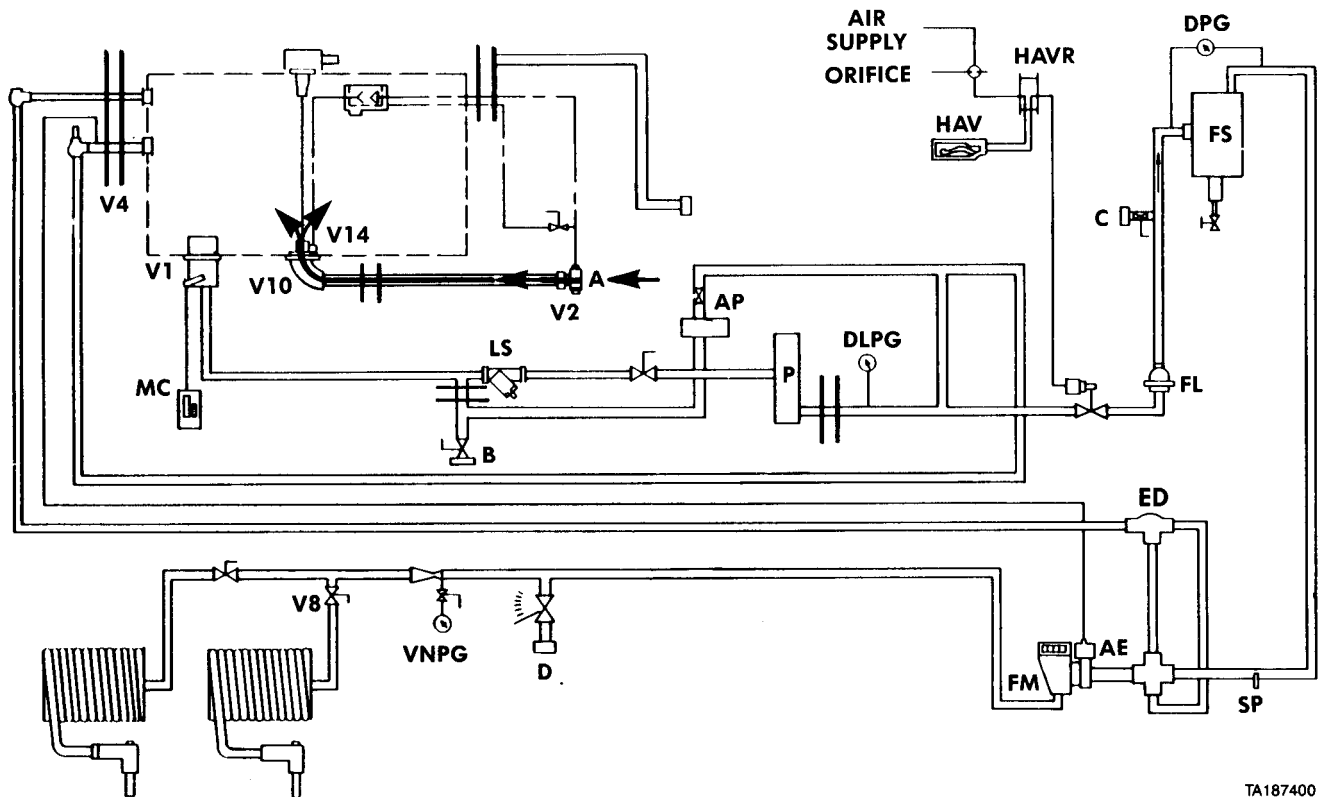 AIR
SUPPLY
ORIFICE
HAVR
DPG
HAV
FS
V4
C
V14
V1
V10
A
V2
AP
LS
DLPG
MC
P
FL
B
ED
V8
VNPG
D
AE
FM
SP
TA187400